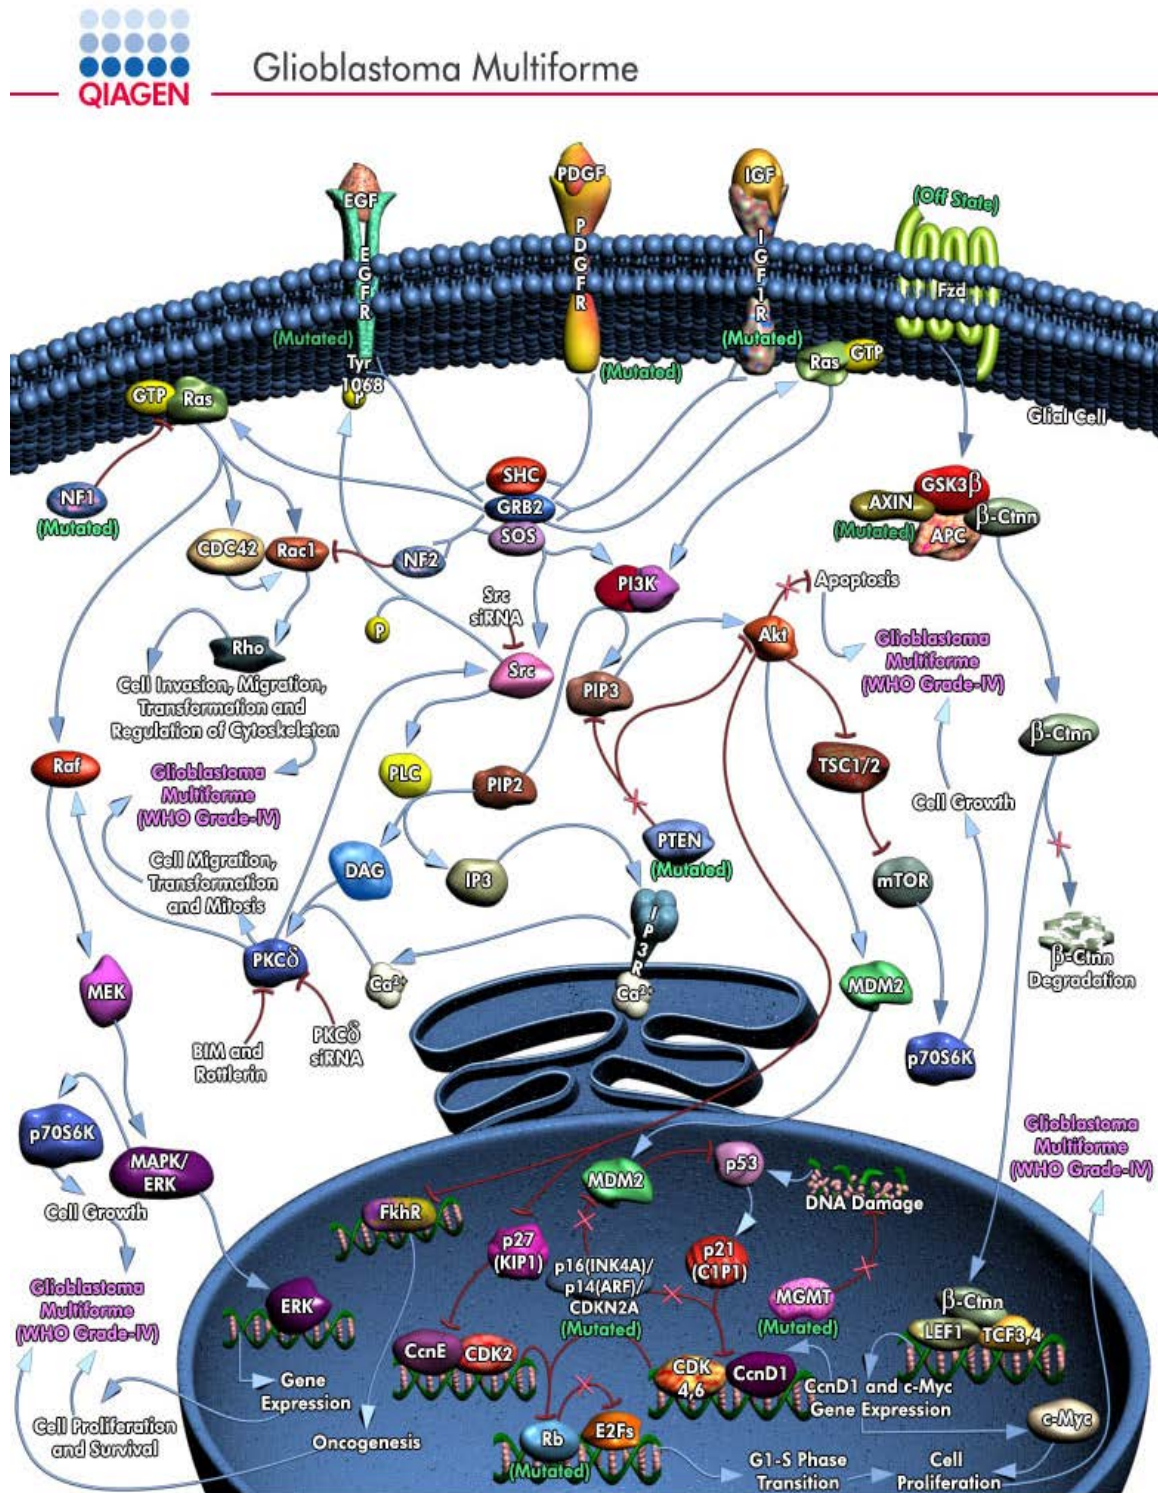 QIAGEN
Glioblastoma Multiforme
EGF
EGFR
(Mutated)
Tyr
1068
P
PDGF
PDGFR
(Mutated)
IGF
IGF1R
(Mutated)
(Off State)
Fzd
Ras
GTP
GTP
Ras
Glial Cell
NF1
(Mutated)
SHC
GRB2
SOS
GSK3β
AXIN
(Mutated)
APC
β-Ctnn
CDC42
Rac1
NF2
PI3K
Src
siRNA
P
Akt
Apoptosis
Rho
Src
PIP3
Glioblastoma
Multiforme
(WHO Grade-IV)
Cell Invasion, Migration,
Transformation and
Regulation of Cytoskeleton
β-Ctnn
Raf
Glioblastoma
Multiforme
(WHO Grade-IV)
PLC
PIP2
TSC1/2
Cell Growth
PTEN
(Mutated)
Cell Migration,
Transformation
and Mitosis
DAG
IP3
mTOR
IP3R
Ca2+
PKCδ
Ca2+
β-Ctnn
Degradation
MEK
MDM2
BIM and
Rottlerin
PKCδ
siRNA
p70S6K
p70S6K
MAPK/
ERK
Cell Growth
Glioblastoma
Multiforme
(WHO Grade-IV)
MDM2
p53
DNA Damage
FkhR
p27
(KIP1)
p16(INK4A)/
p14(ARF)/
CDKN2A
(Mutated)
p21
(C1P1)
MGMT
(Mutated)
Glioblastoma
Multiforme
(WHO Grade-IV)
ERK
β-Ctnn
LEF1
TCF3,4
CcnE
CDK2
CDK
4,6
CcnD1
Gene
Expression
CcnD1 and c-Myc
Gene Expression
c-Myc
Cell Proliferation
and Survival
Oncogenesis
Rb
(Mutated)
E2Fs
G1-S Phase
Transition
Cell
Proliferation